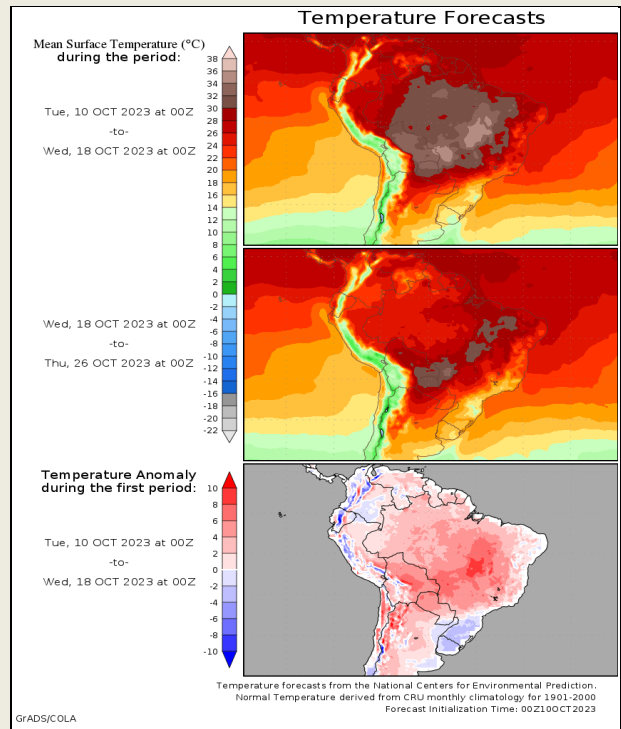 Temperature Forecasts
Mean Surface Temperature (°C)
during the period:
Tue, 10 OCT 2023 at 00Z
-to-
Wed, 18 OCT 2023 at 00Z
38
36
34
32
30
28
26
24
22
20
18
16
14
12
10
8
6
4
2
0
-2
-4
-6
-8
-10
-12
-14
-16
-18
-20
-22
Wed, 18 OCT 2023 at 00Z
-to-
Thu, 26 OCT 2023 at 00Z
Temperature Anomaly
during the first period:
Tue, 10 OCT 2023 at 00Z
-to-
Wed, 18 OCT 2023 at 00Z
10
8
6
4
2
0
-2
-4
-6
-8
-10
Temperature forecasts from the National Centers for Environmental Prediction.
Normal Temperature derived from CRU monthly climatology for 1901-2000
Forecast Initialization Time: 00Z10OCT2023
GrADS/COLA